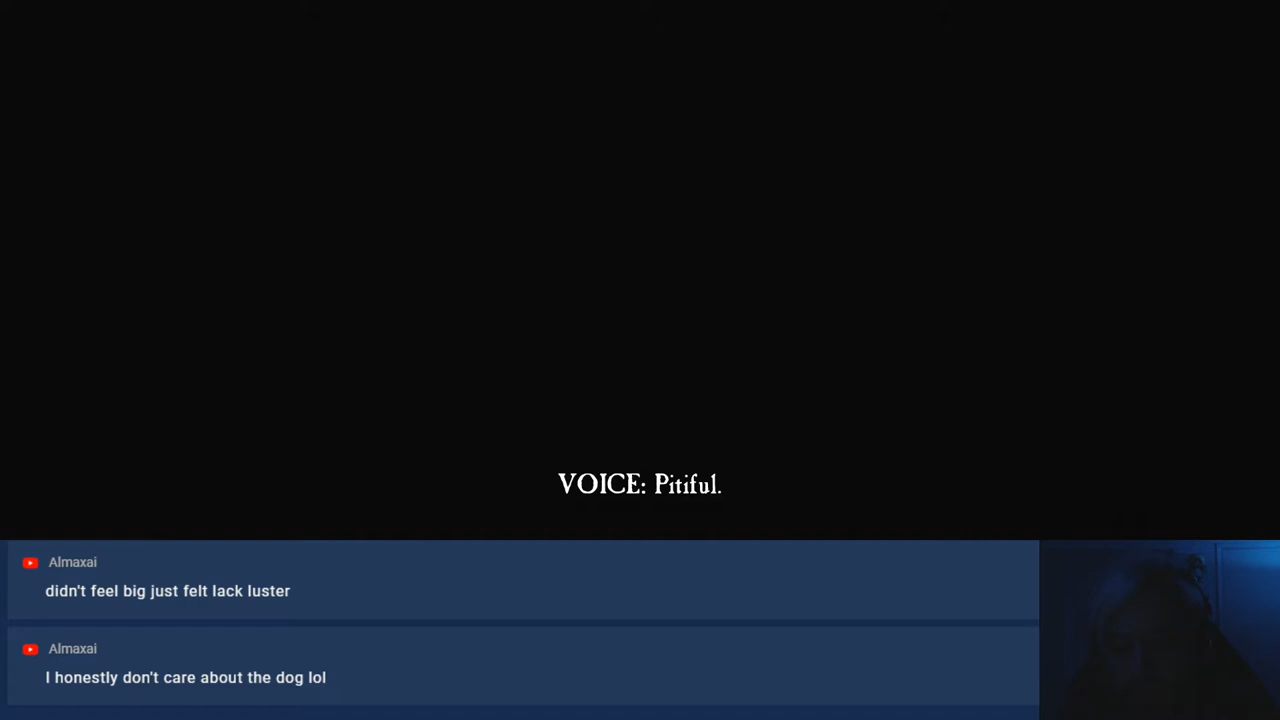 VOICE: Pitiful.
Almaxai
didn't feel big just felt lack luster
Almaxai
I honestly don't care about the dog lol